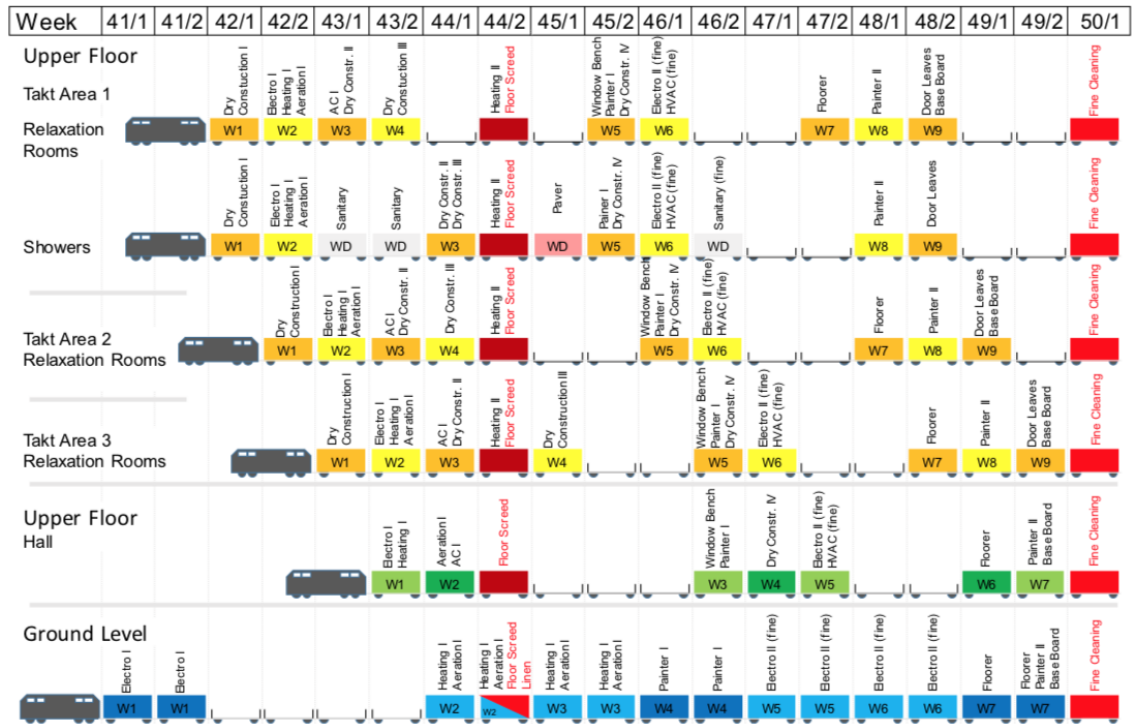 Week 41/1 41/2 42/1 42/2 43/1 43/2 44/1 44/2 45/1 45/2 46/1 46/2 47/1 47/2 48/1 48/2 49/1 49/2 50/1
Upper Floor
Takt Area 1
Relaxation
Rooms
Dry
Constuction I
Electro I
Heating I
Aeration I
AC I
Dry Constr. II
Dry
Constuction III
Heating II
Floor Screed
Window Bench
Painter I
Dry Constr. IV
Electro II (fine)
HVAC (fine)
Floorer
Painter II
Door Leaves
Base Board
Fine Cleaning
W1 W2 W3 W4 W5 W6 W7 W8 W9
Showers
Dry
Constuction I
Electro I
Heating I
Aeration I
Sanitary
Sanitary
Dry Constr. II
Dry Constr. III
Heating II
Floor Screed
Paver
Painer I
Dry Constr. IV
Electro II (fine)
HVAC (fine)
Sanitary (fine)
Painter II
Door Leaves
Fine Cleaning
W1 W2 WD WD W3 WD W5 W6 WD W8 W9
Takt Area 2
Relaxation Rooms
Dry
Construction I
Electro I
Heating I
Aeration I
AC I
Dry Constr. II
Dry Constr. III
Heating II
Floor Screed
Window Bench
Painter I
Dry Constr. IV
Electro II (fine)
HVAC (fine)
Floorer
Painter II
Door Leaves
Base Board
Fine Cleaning
W1 W2 W3 W4 W5 W6 W7 W8 W9
Takt Area 3
Relaxation Rooms
Dry
Construction I
Electro I
Heating I
Aeration I
AC I
Dry Constr. II
Heating II
Floor Screed
Dry
Construction III
Window Bench
Painter I
Dry Constr. IV
Electro II (fine)
HVAC (fine)
Floorer
Painter II
Door Leaves
Base Board
Fine Cleaning
W1 W2 W3 W4 W5 W6 W7 W8 W9
Upper Floor
Hall
Electro I
Heating I
Aeration I
AC I
Floor Screed
Window Bench
Painter I
Dry Constr. IV
Electro II (fine)
HVAC (fine)
Floorer
Painter II
Base Board
Fine Cleaning
W1 W2 W3 W4 W5 W6 W7
Ground Level
Electro I
Electro I
Heating I
Aeration I
Heating I
Aeration I
Floor Screed
Linen
Heating I
Aeration I
Heating I
Aeration I
Painter I
Painter I
Electro II (fine)
Electro II (fine)
Electro II (fine)
Electro II (fine)
Floorer
Floorer
Painter II
Base Board
Fine Cleaning
W1 W1 W2 W2 W3 W3 W4 W4 W5 W5 W6 W6 W7 W7